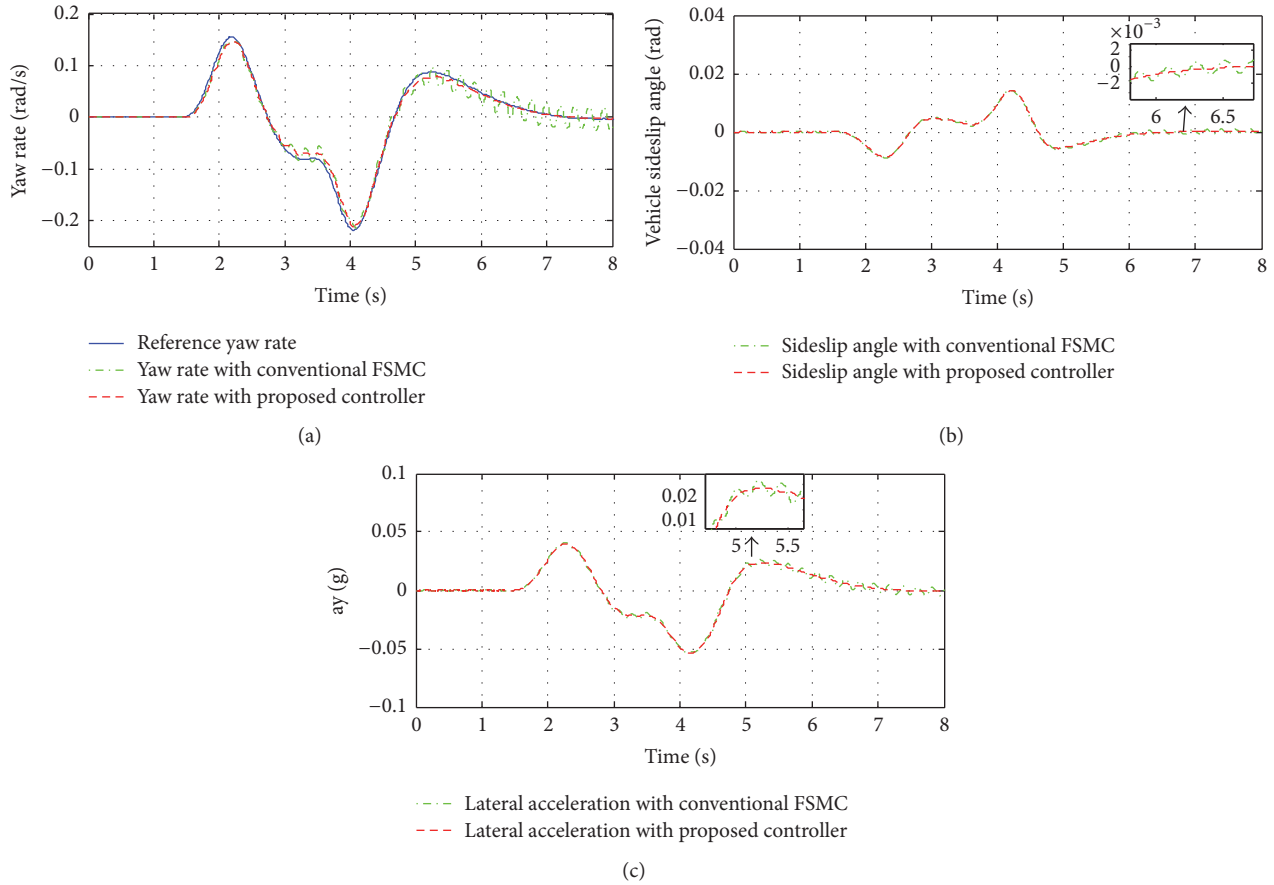 0.2
0.1
0
−0.1
−0.2
Yaw rate (rad/s)
0 1 2 3 4 5 6 7 8
Time (s)
Reference yaw rate
Yaw rate with conventional FSMC
Yaw rate with proposed controller
(a)
0.04
0.02
0
−0.02
−0.04
Vehicle sideslip angle (rad)
×10−3
2
0
−2
6 6.5
0 1 2 3 4 5 6 7 8
Time (s)
Sideslip angle with conventional FSMC
Sideslip angle with proposed controller
(b)
0.1
0.05
0
−0.05
−0.1
ay (g)
0.02
0.01
5 5.5
0 1 2 3 4 5 6 7 8
Time (s)
Lateral acceleration with conventional FSMC
Lateral acceleration with proposed controller
(c)